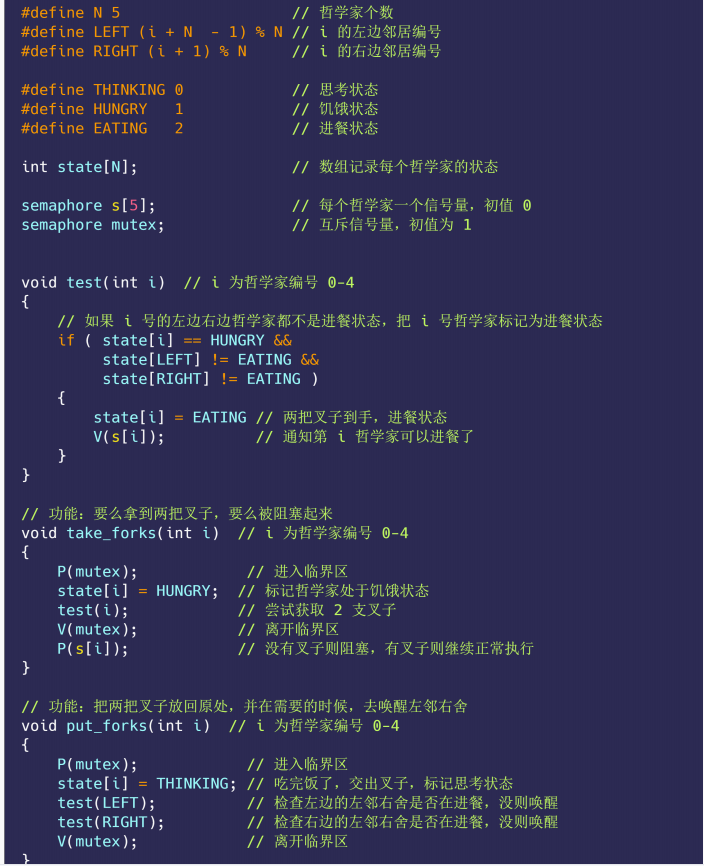 #define N 5                   // 哲学家个数
#define LEFT (i + N  - 1) % N // i 的左边邻居编号
#define RIGHT (i + 1) % N     // i 的右边邻居编号
#define THINKING 0            // 思考状态
#define HUNGRY   1            // 饥饿状态
#define EATING   2            // 进餐状态
int state[N];                 // 数组记录每个哲学家的状态
semaphore s[5];               // 每个哲学家一个信号量，初值 0
semaphore mutex;              // 互斥信号量，初值为 1
void test(int i)  // i 为哲学家编号 0-4
{
    // 如果 i 号的左边右边哲学家都不是进餐状态，把 i 号哲学家标记为进餐状态
    if ( state[i] == HUNGRY &&
         state[LEFT] != EATING &&
         state[RIGHT] != EATING )
    {
        state[i] = EATING // 两把叉子到手，进餐状态
        V(s[i]);          // 通知第 i 哲学家可以进餐了
    }
}
// 功能：要么拿到两把叉子，要么被阻塞起来
void take_forks(int i)  // i 为哲学家编号 0-4
{
    P(mutex);            // 进入临界区
    state[i] = HUNGRY;  // 标记哲学家处于饥饿状态
    test(i);            // 尝试获取 2 支叉子
    V(mutex);           // 离开临界区
    P(s[i]);            // 没有叉子则阻塞，有叉子则继续正常执行
}
// 功能：把两把叉子放回原处，并在需要的时候，去唤醒左邻右舍
void put_forks(int i)  // i 为哲学家编号 0-4
{
    P(mutex);            // 进入临界区
    state[i] = THINKING; // 吃完饭了，交出叉子，标记思考状态
    test(LEFT);          // 检查左边的左邻右舍是否在进餐，没则唤醒
    test(RIGHT);         // 检查右边的左邻右舍是否在进餐，没则唤醒
    V(mutex);            // 离开临界区
}